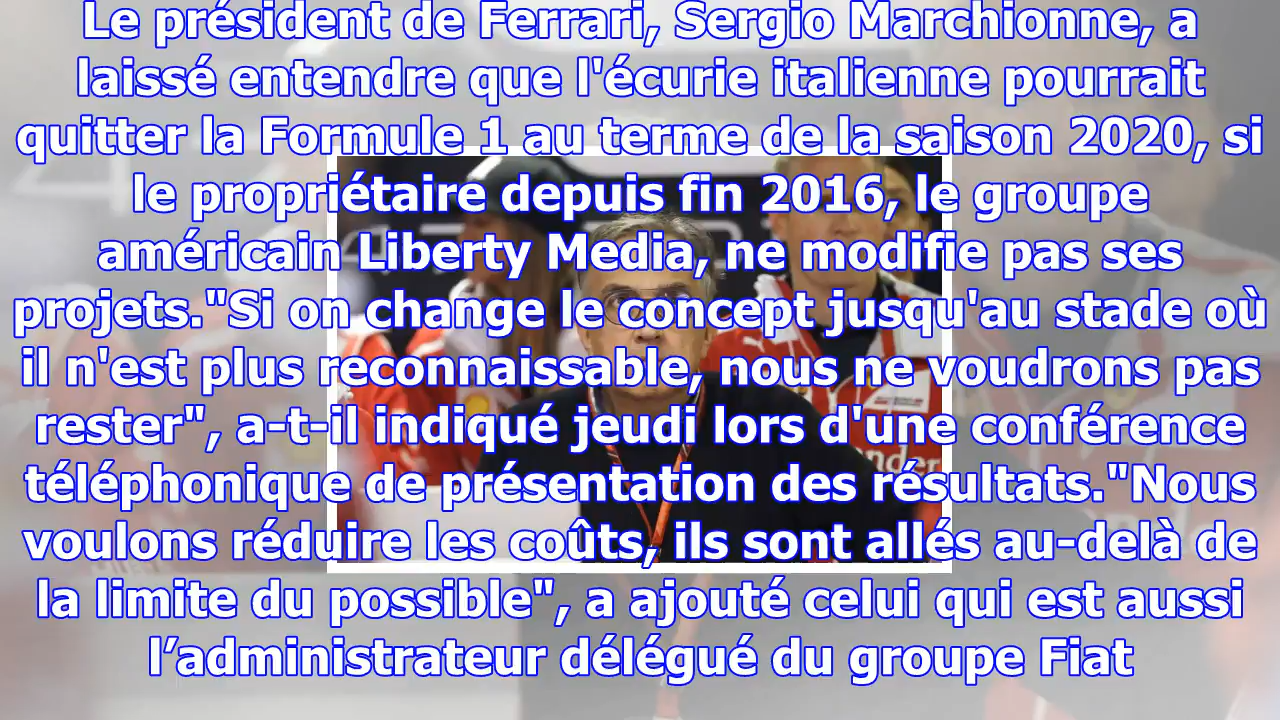 Le président de Ferrari, Sergio Marchionne, a
laissé entendre que l'écurie italienne pourrait
quitter la Formule 1 au terme de la saison 2020, si
le propriétaire depuis fin 2016, le groupe
américain Liberty Media, ne modifie pas ses
projets."Si on change le concept jusqu'au stade où
il n'est plus reconnaissable, nous ne voudrons pas
rester", a-t-il indiqué jeudi lors d'une conférence
téléphonique de présentation des résultats."Nous
voulons réduire les coûts, ils sont allés au-delà de
la limite du possible", a ajouté celui qui est aussi
l’administrateur délégué du groupe Fiat